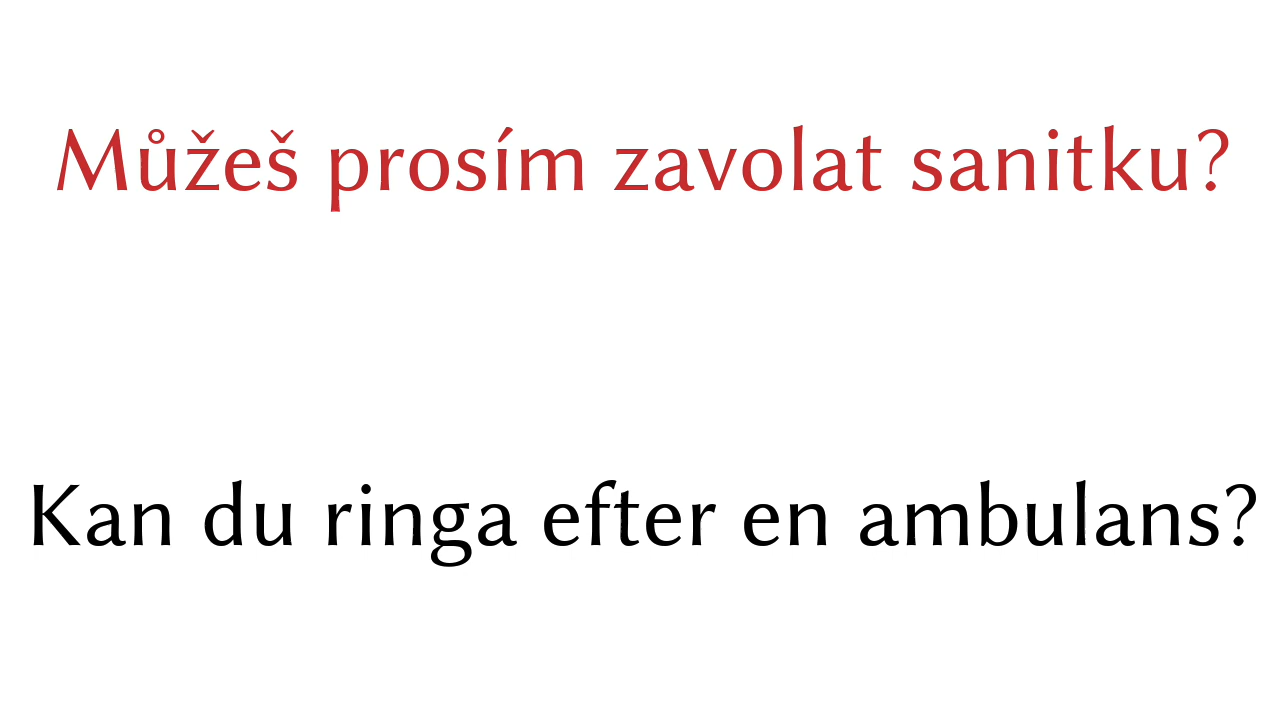 Můžeš prosím zavolat sanitku?
Kan du ringa efter en ambulans?